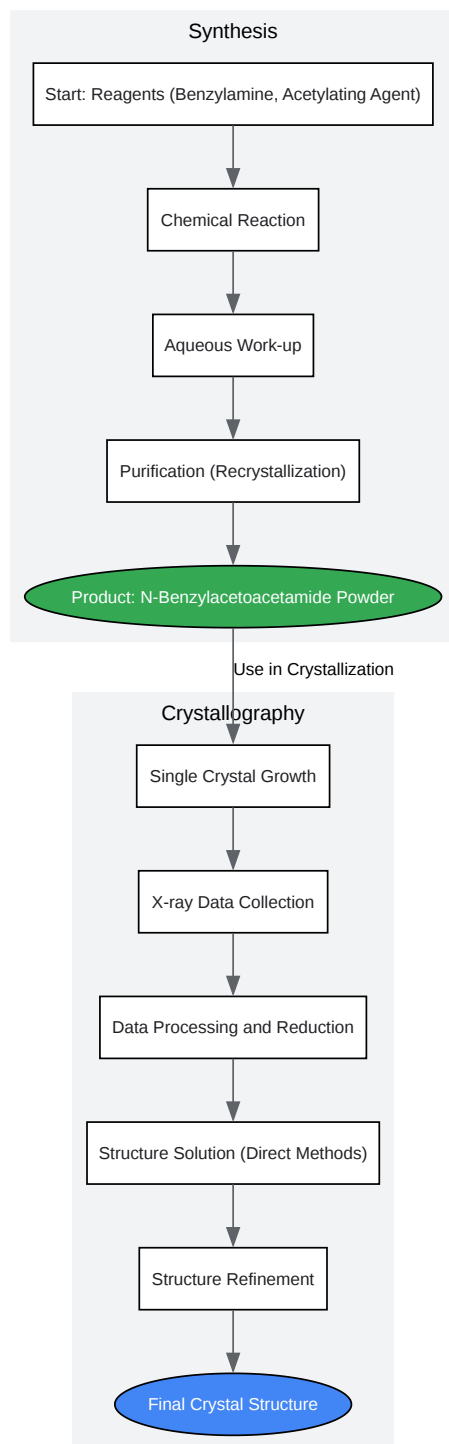 Synthesis
Start: Reagents (Benzylamine, Acetylating Agent)
Chemical Reaction
Aqueous Work-up
Purification (Recrystallization)
Product: N-Benzylacetoacetamide Powder
Use in Crystallization
Crystallography
Single Crystal Growth
X-ray Data Collection
Data Processing and Reduction
Structure Solution (Direct Methods)
Structure Refinement
Final Crystal Structure